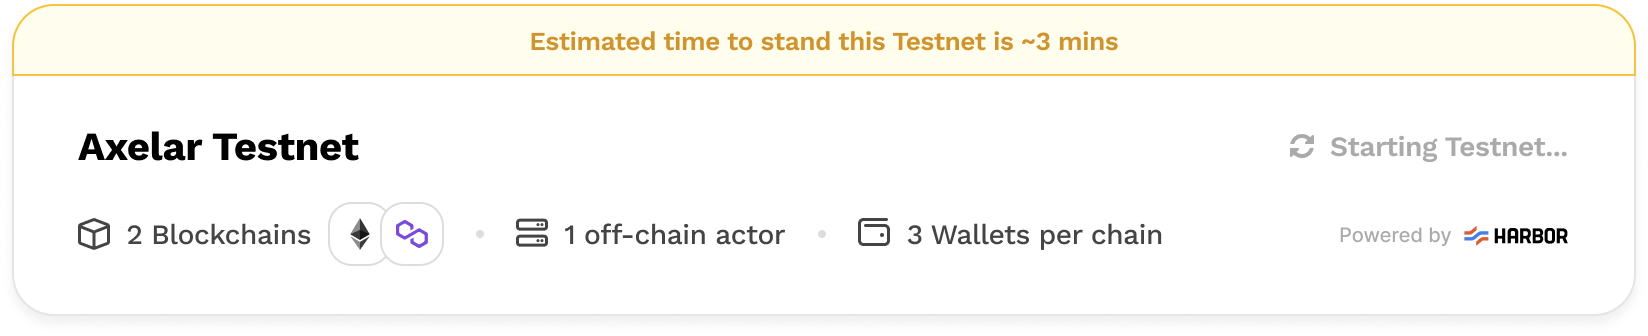 Estimated time to stand this Testnet is ~3 mins
Axelar Testnet
Starting Testnet...
2 Blockchains
1 off-chain actor
3 Wallets per chain
Powered by HARBOR